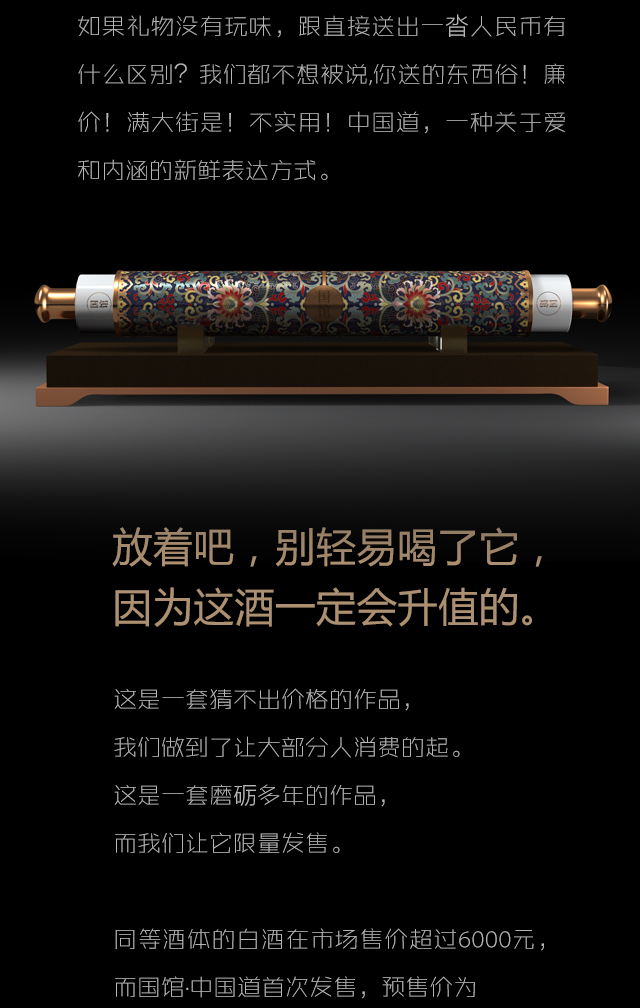 如果礼物没有玩味，跟直接送出一沓人民币有
什么区别？我们都不想被说,你送的东西俗！廉
价！满大街是！不实用！中国道，一种关于爱
和内涵的新鲜表达方式。
放着吧，别轻易喝了它，
因为这酒一定会升值的。
这是一套猜不出价格的作品，
我们做到了让大部分人消费的起。
这是一套磨砺多年的作品，
而我们让它限量发售。
同等酒体的白酒在市场售价超过6000元，
而国馆·中国道首次发售，预售价为